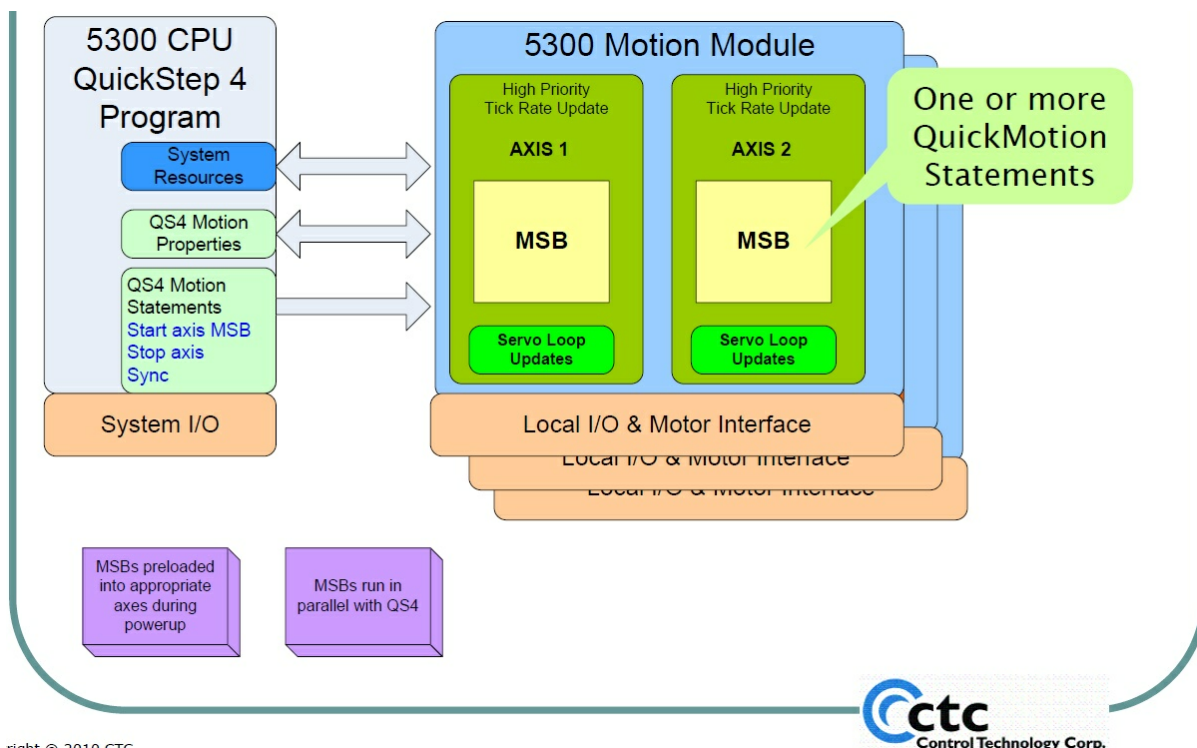 5300 CPU
QuickStep 4
Program
System
Resources
QS4 Motion
Properties
QS4 Motion
Statements
Start axis MSB
Stop axis
Sync
System I/O
5300 Motion Module
High Priority
Tick Rate Update
AXIS 1
MSB
Servo Loop
Updates
High Priority
Tick Rate Update
AXIS 2
MSB
Servo Loop
Updates
One or more
QuickMotion
Statements
Local I/O & Motor Interface
Local I/O & Motor Interface
Local I/O & Motor Interface
MSBs preloaded
into appropriate
axes during
powerup
MSBs run in
parallel with QS4
ctc
Control Technology Corp.
right © 2010 CTC